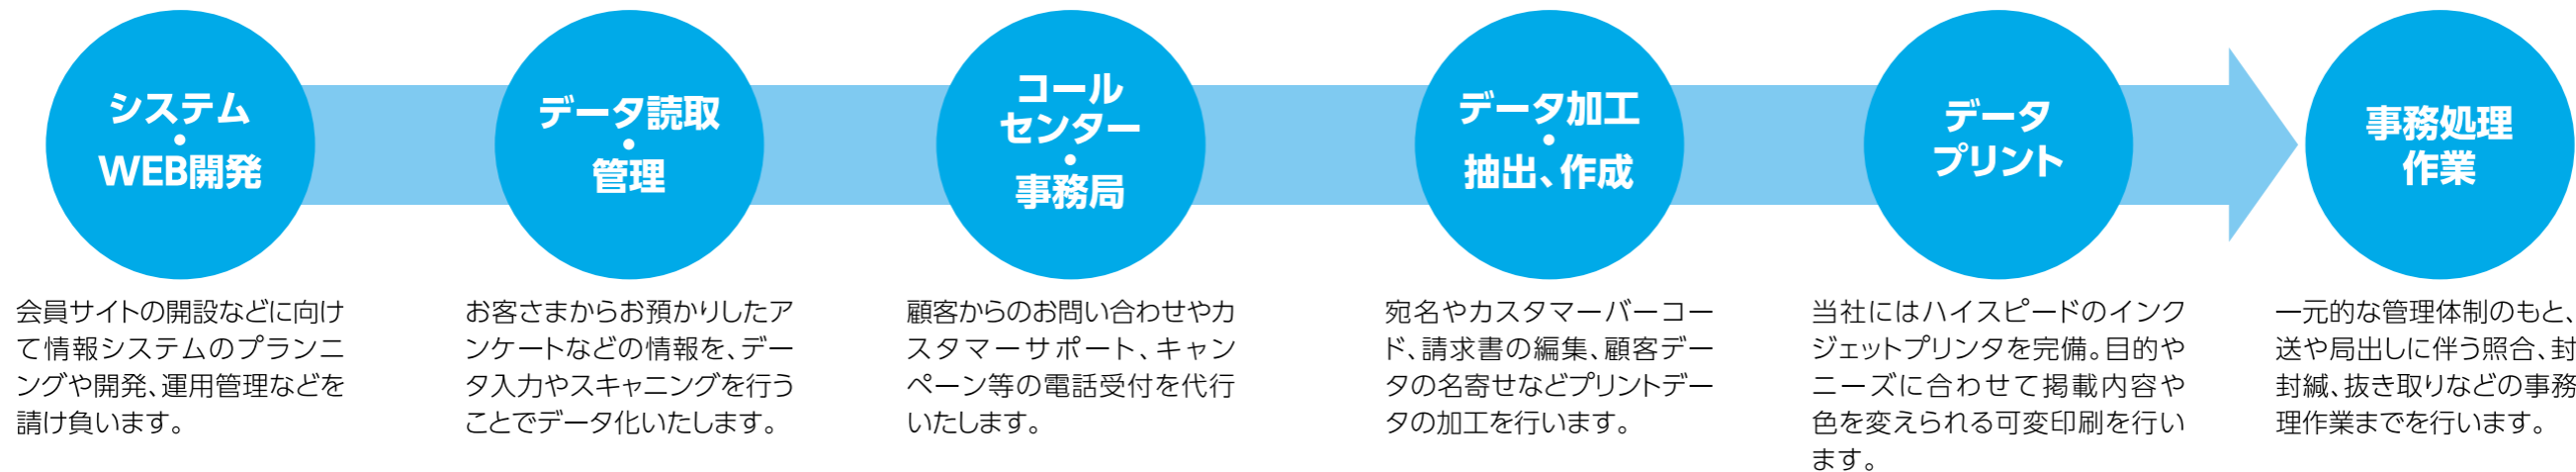 システム
・
WEB開発
会員サイトの開設などに向け
て情報システムのプランニ
ングや開発、運用管理などを
請け負います。
データ読取
・
管理
お客さまからお預かりしたア
ンケートなどの情報を、デー
タ入力やスキャニングを行う
ことでデータ化いたします。
コール
センター
・
事務局
顧客からのお問い合わせやカ
スタマーサポート、キャン
ペーン等の電話受付を代行
いたします。
データ加工
・
抽出、作成
宛名やカスタマーバーコー
ド、請求書の編集、顧客デー
タの名寄せなどプリントデー
タの加工を行います。
データ
プリント
当社にはハイスピードのインク
ジェットプリンタを完備。目的や
ニーズに合わせて掲載内容や
色を変えられる可変印刷を行い
ます。
事務処理
作業
一元的な管理体制のもと、
送や局出しに伴う照合、封
封緘、抜き取りなどの事務
理作業までを行います。